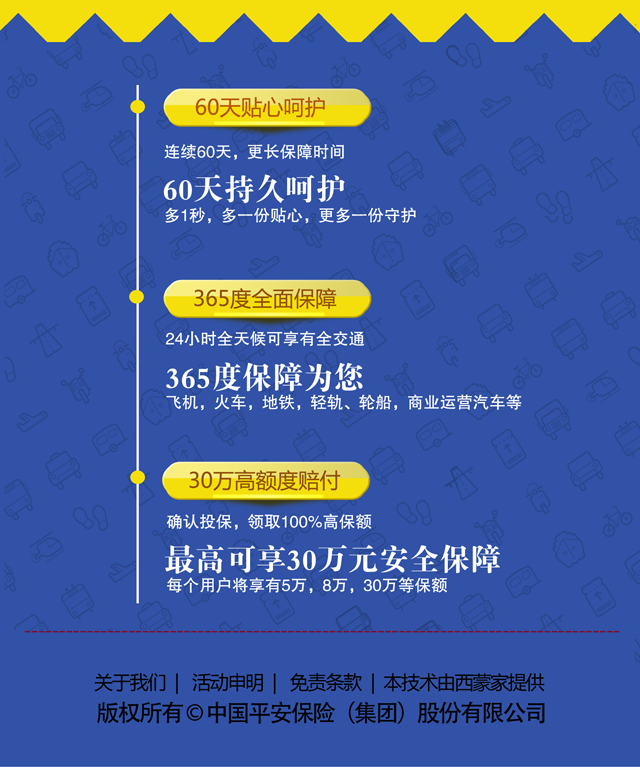 60天贴心呵护
连续60天，更长保障时间
60天持久呵护
多1秒，多一份贴心，更多一份守护
365度全面保障
24小时全天候可享有全交通
365度保障为您
飞机，火车，地铁，轻轨、轮船，商业运营汽车等
30万高额度赔付
确认投保，领取100%高保额
最高可享30万元安全保障
每个用户将享有5万，8万，30万等保额
关于我们 | 活动申明 | 免责条款 | 本技术由西蒙家提供
版权所有©中国平安保险（集团）股份有限公司